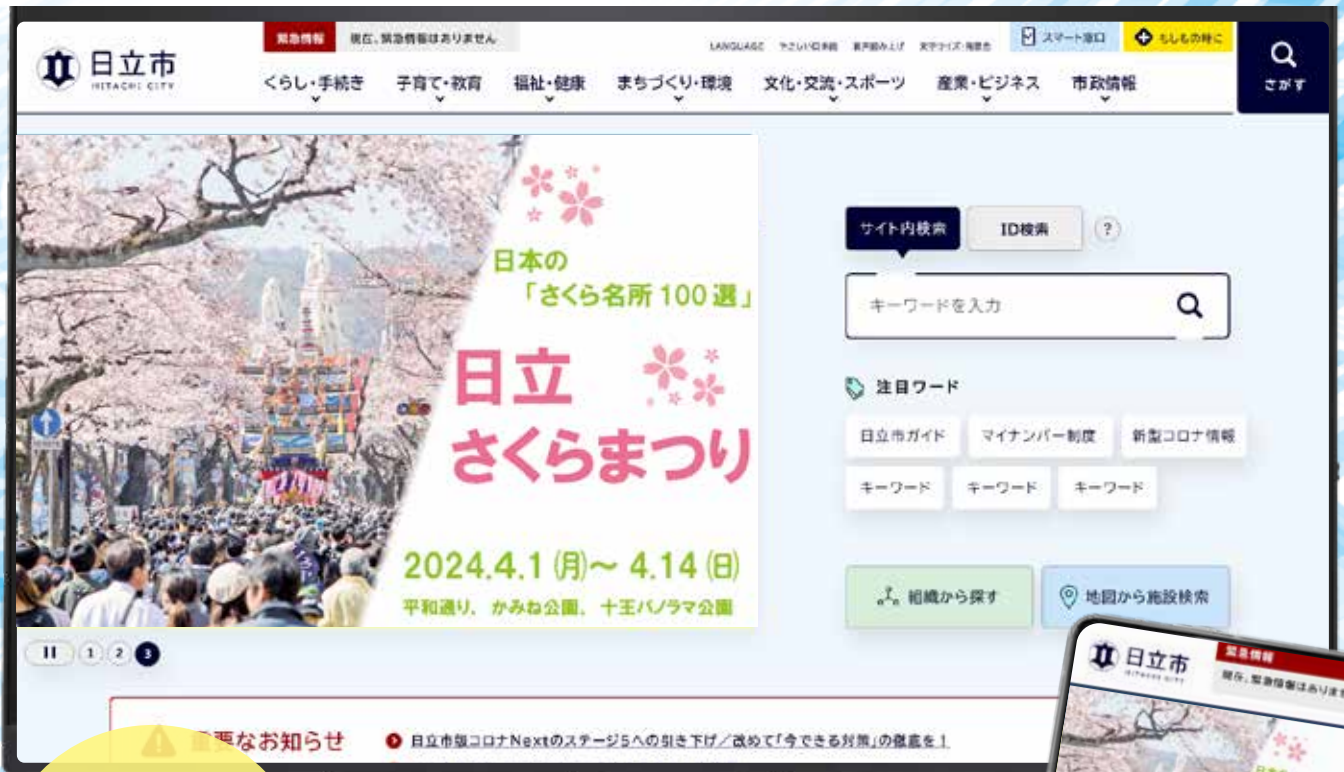 日立市
HITACHI CITY
緊急情報 現在、緊急情報はありません
LANGUAGE やさしい日本語 音声読み上げ 文字サイズ・背景色 スマート窓口 もしもの時に
くらし・手続き 子育て・教育 福祉・健康 まちづくり・環境 文化・交流・スポーツ 産業・ビジネス 市政情報
さがす
日本の
「さくら名所100選」
日立
さくらまつり
2024.4.1(月)～4.14(日)
平和通り、かみね公園、十王パノラマ公園
サイト内検索 ID検索 ?
キーワードを入力
注目ワード
日立市ガイド マイナンバー制度 新型コロナ情報
キーワード キーワード キーワード
組織から探す 地図から施設検索
1 2 3
重要なお知らせ 日立市版コロナNextのステージ5への引き下げ/改めて「今できる対策」の徹底を!
日立市
HITACHI CITY
緊急情報
現在、緊急情報はありませ